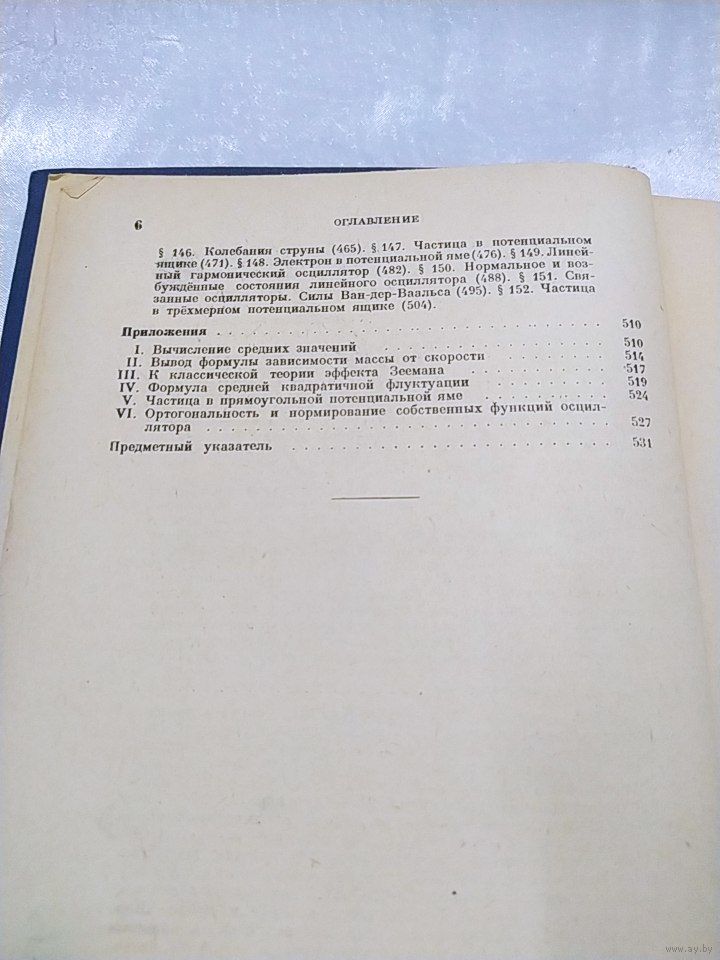 6 ОГЛАВЛЕНИЕ
§ 146. Колебания струны (465). § 147. Частица в потенциальном
ящике (471). § 148. Электрон в потенциальной яме (476). § 149. Линей-
ный гармонический осциллятор (482). § 150. Нормальное и воз-
буждённые состояния линейного осциллятора (488). § 151. Свя-
занные осцилляторы. Силы Ван-дер-Ваальса (495). § 152. Частица
в трёхмерном потенциальном ящике (504).
Приложения . . . . . . . . . . . . . . . . . . . . . . . . . . 510
I. Вычисление средних значений . . . . . . . . . . . . . . . . 510
II. Вывод формулы зависимости массы от скорости . . . . . . . . 514
III. К классической теории эффекта Зеемана . . . . . . . . . . . 517
IV. Формула средней квадратичной флуктуации . . . . . . . . . . 519
V. Частица в прямоугольной потенциальной яме . . . . . . . . . 524
VI. Ортогональность и нормирование собственных функций осцил-
лятора . . . . . . . . . . . . . . . . . . . . . . . . . . . 527
Предметный указатель . . . . . . . . . . . . . . . . . . . . . 531
www.ay.by